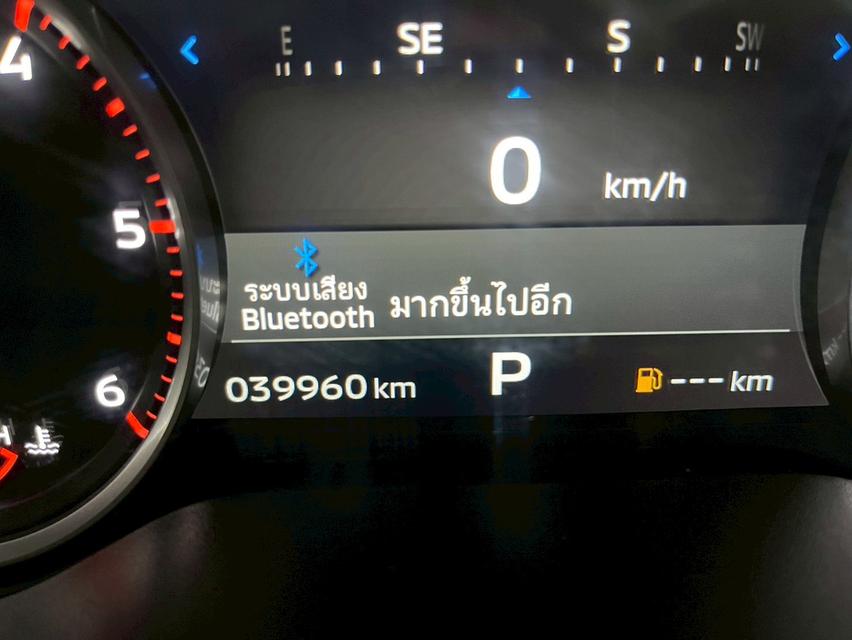 E SE S SW
4
0 km/h
5
ระบบเสียง
Bluetooth มากขึ้นไปอีก
6
039960 km P --- km
H